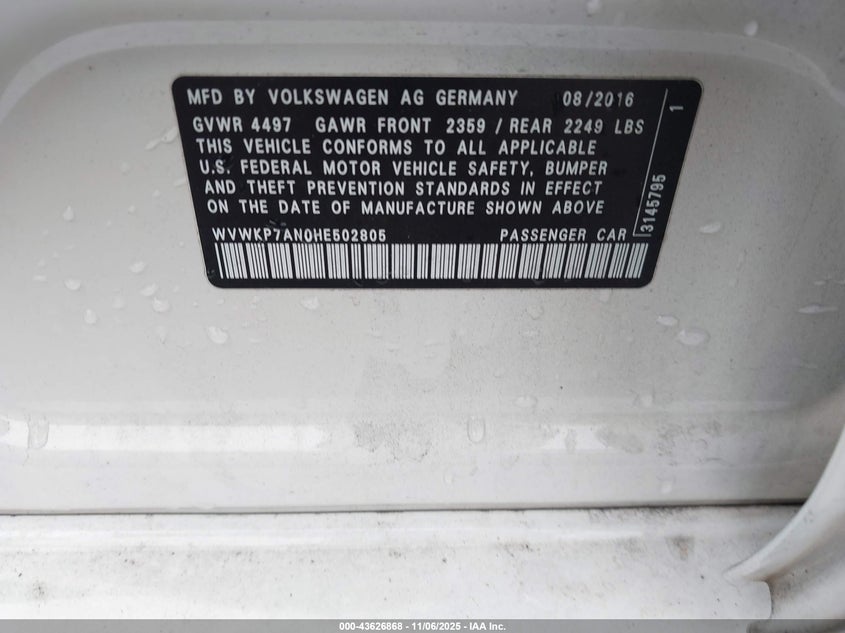 MFD BY VOLKSWAGEN AG GERMANY 08/2016
GVWR 4497 GAWR FRONT 2359 / REAR 2249 LBS
THIS VEHICLE CONFORMS TO ALL APPLICABLE
U.S. FEDERAL MOTOR VEHICLE SAFETY, BUMPER
AND THEFT PREVENTION STANDARDS IN EFFECT
ON THE DATE OF MANUFACTURE SHOWN ABOVE
WVWKP7AN0HE502805 PASSENGER CAR
3145795 1
000-43626868 - 11/06/2025 - IAA Inc.